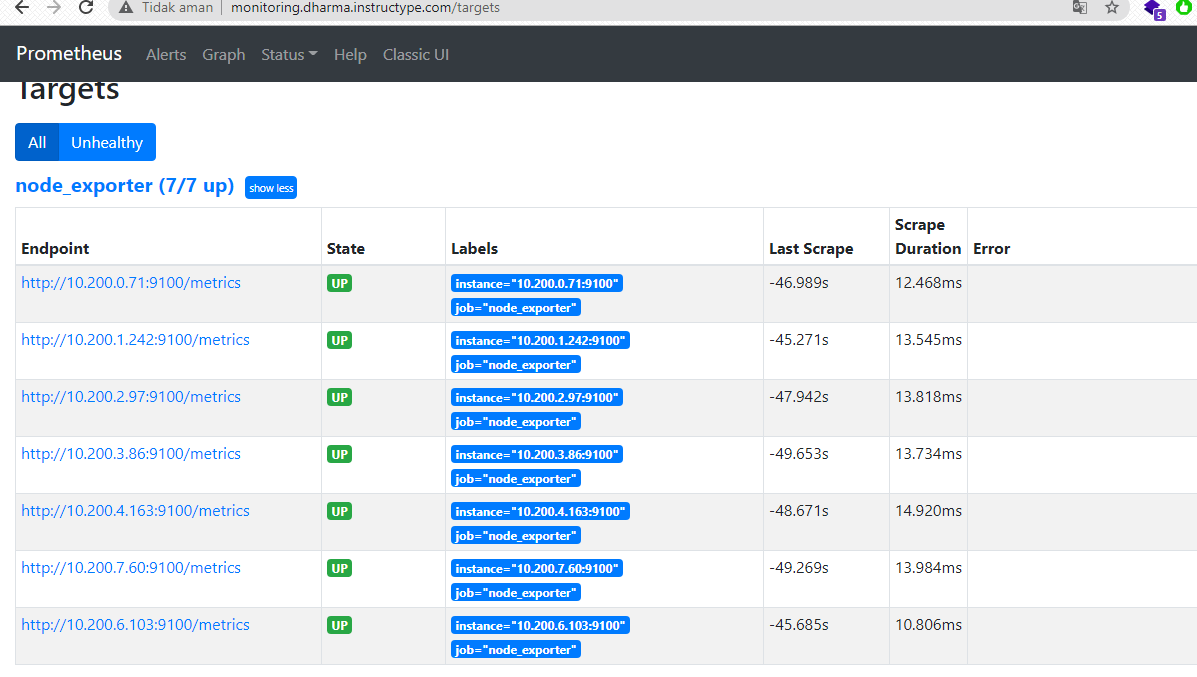 Tidak aman | monitoring.dharma.instructype.com/targets
5
Prometheus Alerts Graph Status Help Classic UI
Targets
All Unhealthy
node_exporter (7/7 up) show less
Endpoint State Labels Last Scrape Scrape Duration Error
http://10.200.0.71:9100/metrics UP instance="10.200.0.71:9100" -46.989s 12.468ms
job="node_exporter"
http://10.200.1.242:9100/metrics UP instance="10.200.1.242:9100" -45.271s 13.545ms
job="node_exporter"
http://10.200.2.97:9100/metrics UP instance="10.200.2.97:9100" -47.942s 13.818ms
job="node_exporter"
http://10.200.3.86:9100/metrics UP instance="10.200.3.86:9100" -49.653s 13.734ms
job="node_exporter"
http://10.200.4.163:9100/metrics UP instance="10.200.4.163:9100" -48.671s 14.920ms
job="node_exporter"
http://10.200.7.60:9100/metrics UP instance="10.200.7.60:9100" -49.269s 13.984ms
job="node_exporter"
http://10.200.6.103:9100/metrics UP instance="10.200.6.103:9100" -45.685s 10.806ms
job="node_exporter"